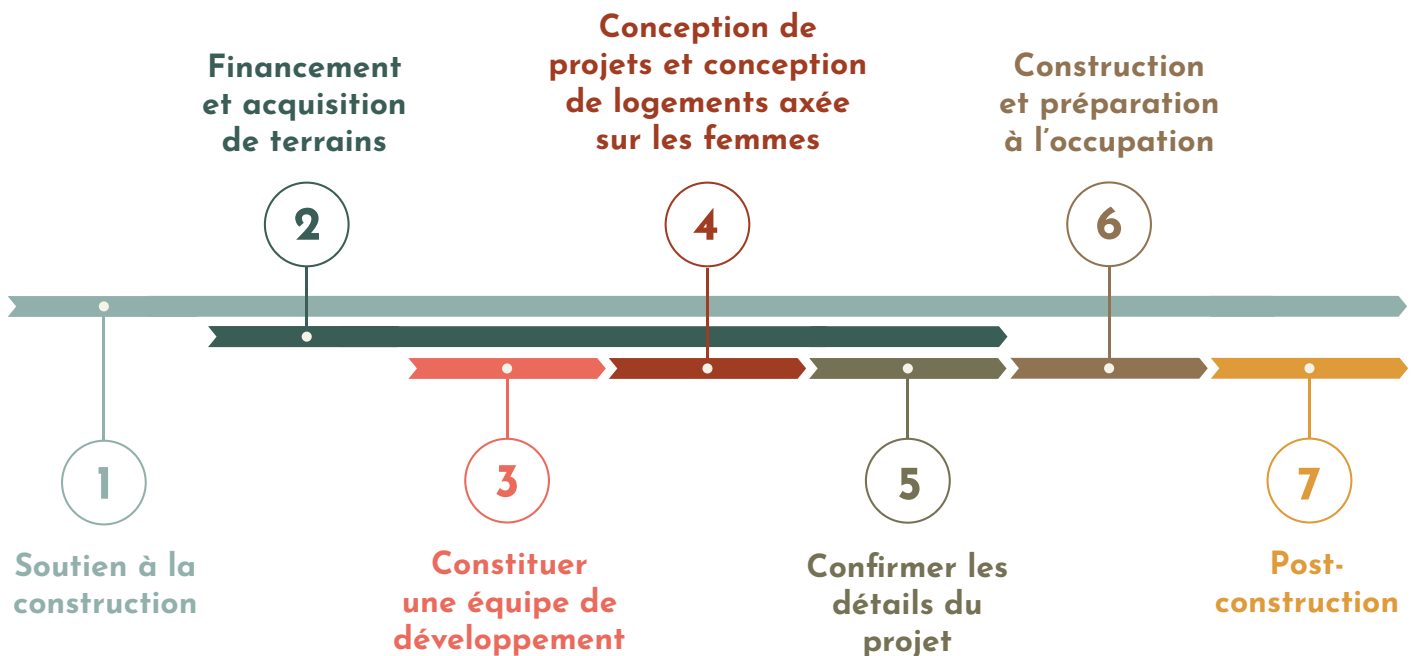 Conception de
projets et conception
de logements axée
sur les femmes
Financement
et acquisition
de terrains
Construction
et préparation
à l’occupation
2
4
6
1
3
5
7
Soutien à la
construction
Constituer
une équipe de
développement
Confirmer les
détails du
projet
Post-
construction